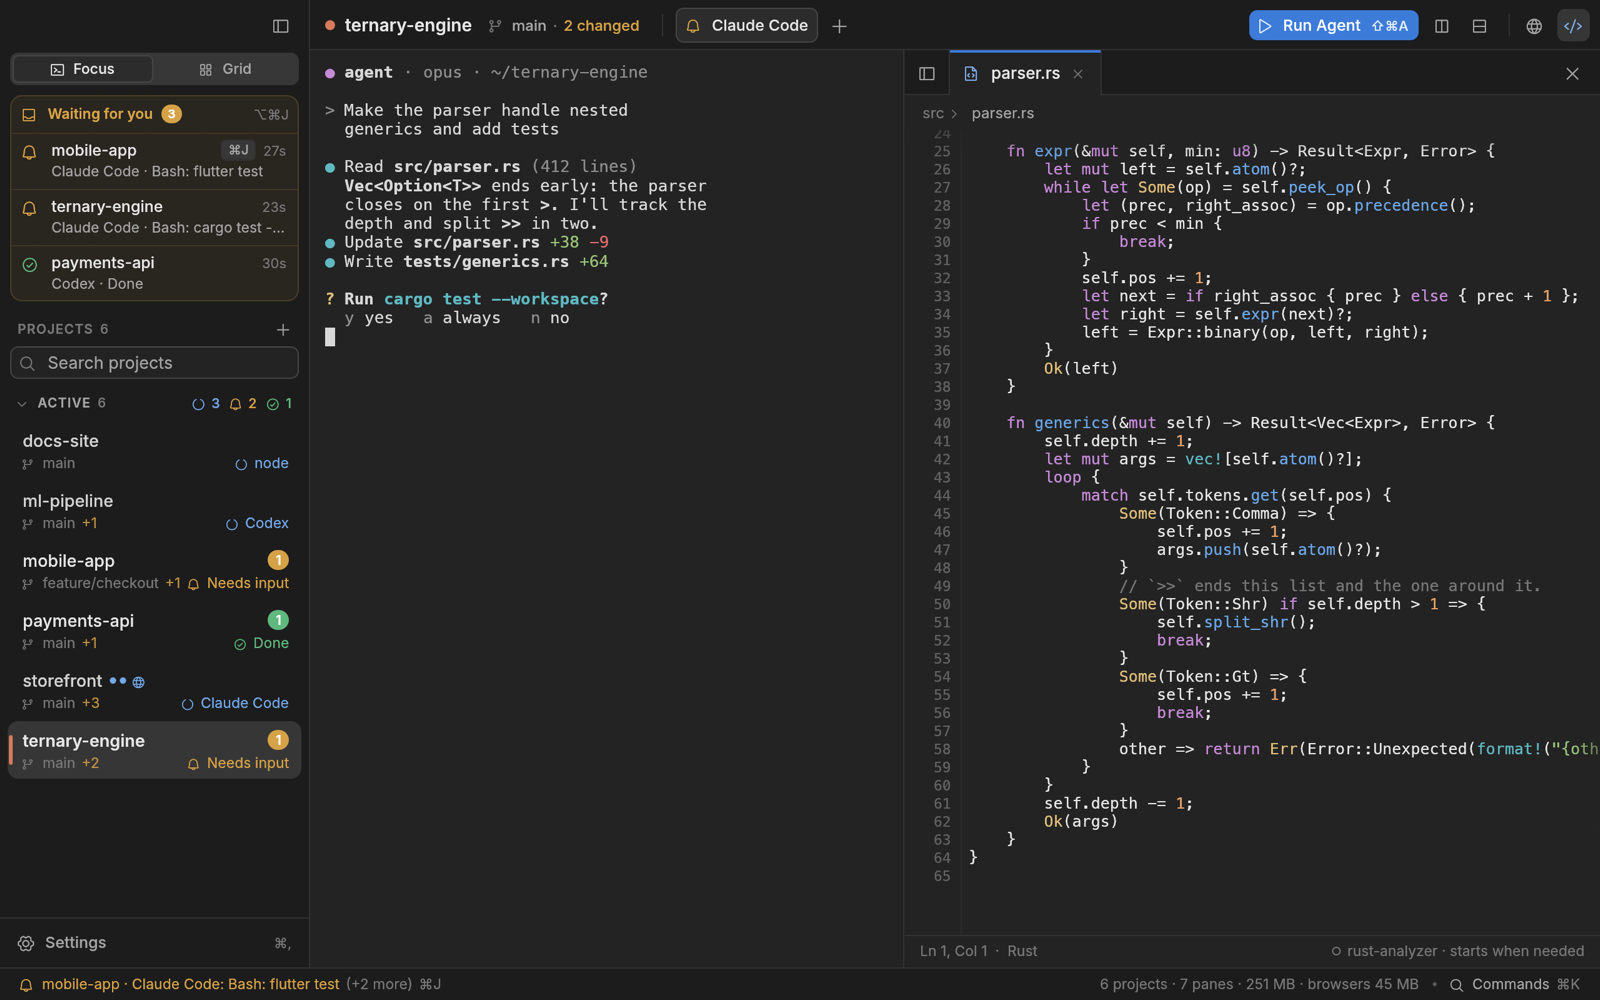 ternary-engine main · 2 changed Claude Code Run Agent ⇧⌘A
Focus Grid
Waiting for you 3 ⌥⌘J
mobile-app ⌘J 27s
Claude Code · Bash: flutter test
ternary-engine 23s
Claude Code · Bash: cargo test -...
payments-api 30s
Codex · Done
PROJECTS 6
Search projects
ACTIVE 6 3 2 1
docs-site
main node
ml-pipeline
main +1 Codex
mobile-app 1
feature/checkout +1 Needs input
payments-api 1
main +1 Done
storefront
main +3 Claude Code
ternary-engine 1
main +2 Needs input
Settings ⌘,
agent · opus · ~/ternary-engine
> Make the parser handle nested
generics and add tests
Read src/parser.rs (412 lines)
Vec<Option<T>> ends early: the parser
closes on the first >. I'll track the
depth and split >> in two.
Update src/parser.rs +38 −9
Write tests/generics.rs +64
? Run cargo test --workspace?
y yes a always n no
parser.rs
src > parser.rs
24
25 fn expr(&mut self, min: u8) -> Result<Expr, Error> {
26 let mut left = self.atom()?;
27 while let Some(op) = self.peek_op() {
28 let (prec, right_assoc) = op.precedence();
29 if prec < min {
30 break;
31 }
32 self.pos += 1;
33 let next = if right_assoc { prec } else { prec + 1 };
34 let right = self.expr(next)?;
35 left = Expr::binary(op, left, right);
36 }
37 Ok(left)
38 }
39
40 fn generics(&mut self) -> Result<Vec<Expr>, Error> {
41 self.depth += 1;
42 let mut args = vec![self.atom()?];
43 loop {
44 match self.tokens.get(self.pos) {
45 Some(Token::Comma) => {
46 self.pos += 1;
47 args.push(self.atom()?);
48 }
49 // `>>` ends this list and the one around it.
50 Some(Token::Shr) if self.depth > 1 => {
51 self.split_shr();
52 break;
53 }
54 Some(Token::Gt) => {
55 self.pos += 1;
56 break;
57 }
58 other => return Err(Error::Unexpected(format!("{oth
59 }
60 }
61 self.depth -= 1;
62 Ok(args)
63 }
64 }
65
Ln 1, Col 1 · Rust rust-analyzer · starts when needed
mobile-app · Claude Code: Bash: flutter test (+2 more) ⌘J 6 projects · 7 panes · 251 MB · browsers 45 MB • Commands ⌘K